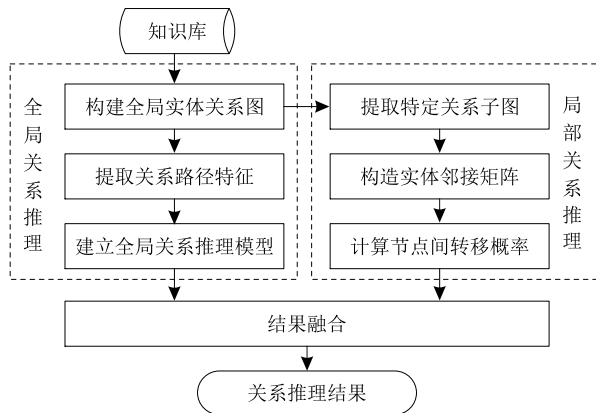 知识库
全局关系推理
构建全局实体关系图
提取关系路径特征
建立全局关系推理模型
提取特定关系子图
构造实体邻接矩阵
计算节点间转移概率
局部关系推理
结果融合
关系推理结果